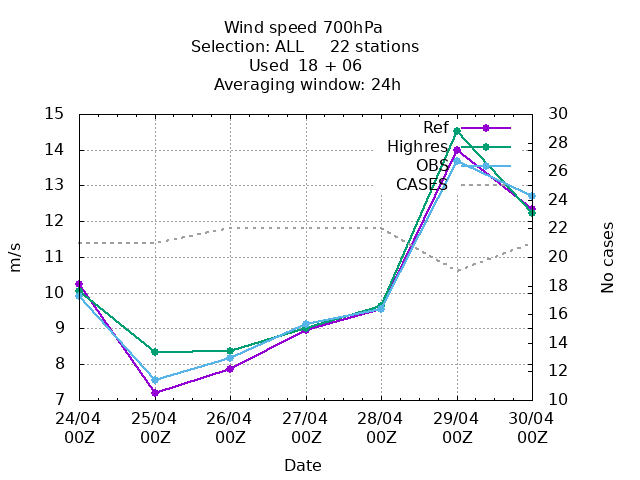 Wind speed 700hPa
Selection: ALL     22 stations
Used  18 + 06
Averaging window: 24h
15
14
13
12
11
10
9
8
7
30
28
26
24
22
20
18
16
14
12
10
Ref
Highres
OBS
CASES
m/s
No cases
24/04 25/04 26/04 27/04 28/04 29/04 30/04
00Z 00Z 00Z 00Z 00Z 00Z 00Z
Date